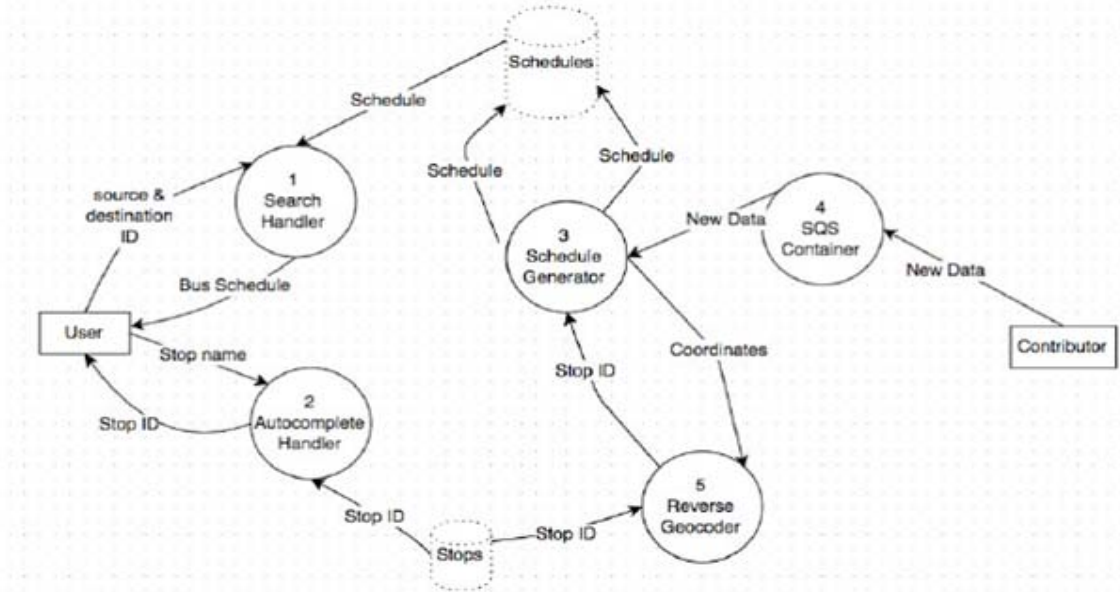 Schedules
Schedule
1
Search
Handler
source &
destination
ID
Bus Schedule
User
Stop name
Stop ID
2
Autocomplete
Handler
Stop ID
Stops
Stop ID
Schedule
Schedule
3
Schedule
Generator
New Data
4
SQS
Container
New Data
Contributor
Coordinates
Stop ID
5
Reverse
Geocoder